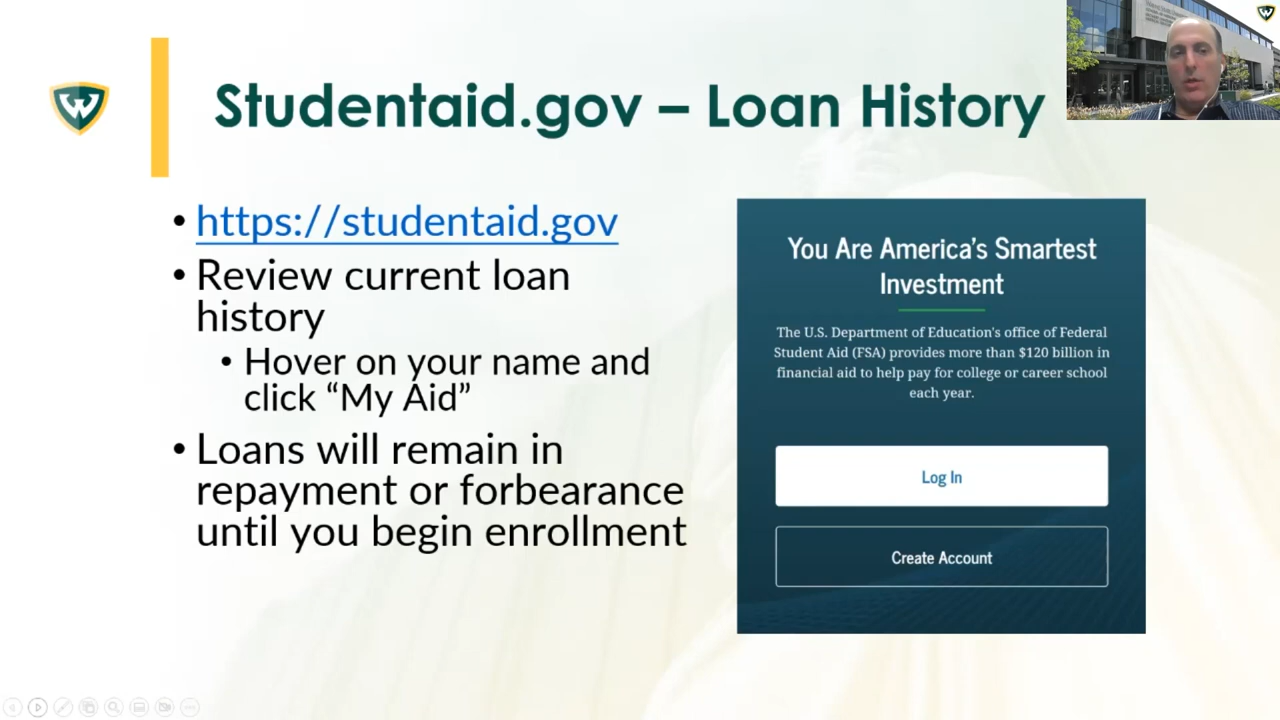 Studentaid.gov – Loan History
• https://studentaid.gov
• Review current loan
history
• Hover on your name and
click “My Aid”
• Loans will remain in
repayment or forbearance
until you begin enrollment
You Are America's Smartest
Investment
The U.S. Department of Education's office of Federal
Student Aid (FSA) provides more than $120 billion in
financial aid to help pay for college or career school
each year.
Log In
Create Account